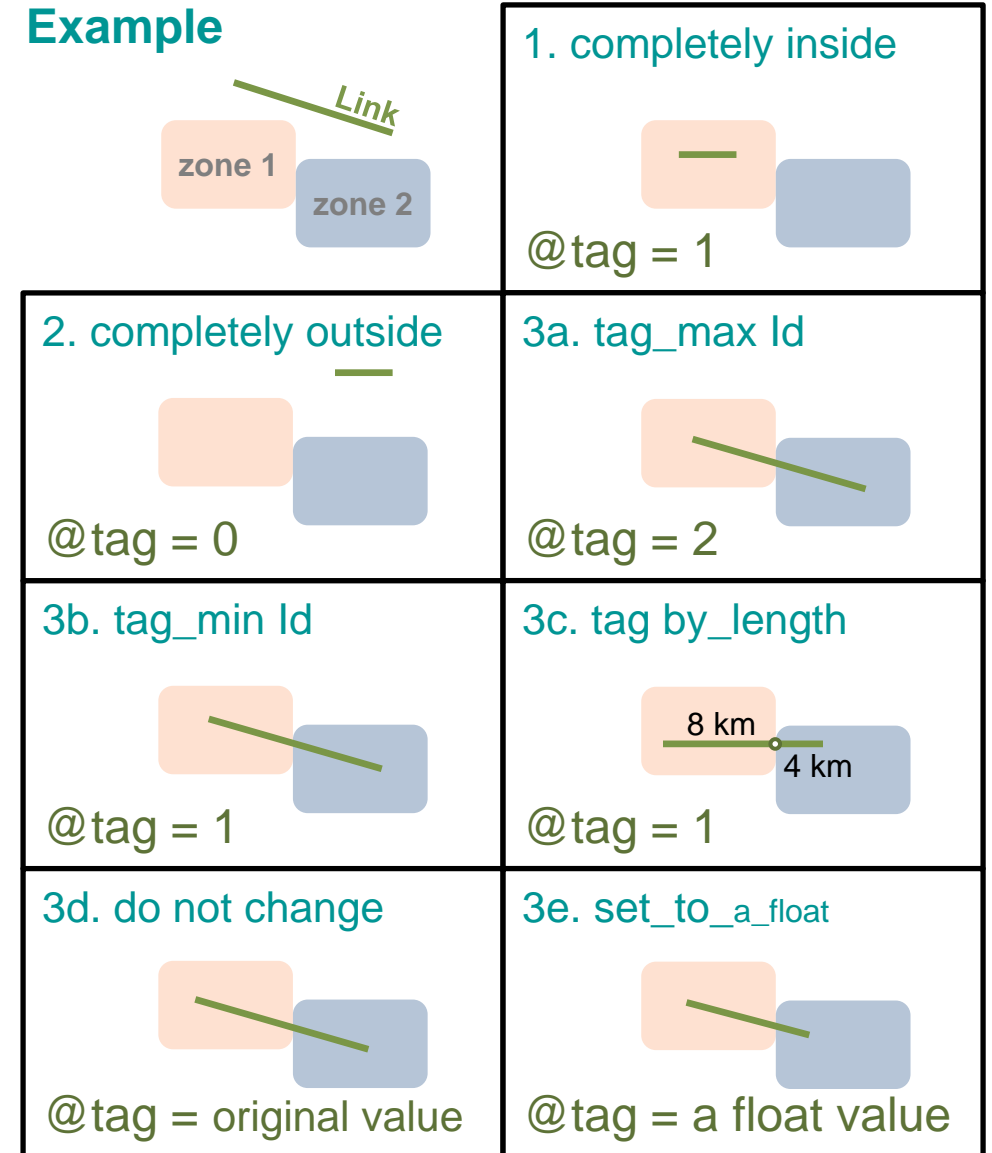 Example
Link
zone 1
zone 2
1. completely inside
@tag = 1
2. completely outside
@tag = 0
3a. tag_max Id
@tag = 2
3b. tag_min Id
@tag = 1
3c. tag by_length
8 km
4 km
@tag = 1
3d. do not change
@tag = original value
3e. set_to_a_float
@tag = a float value